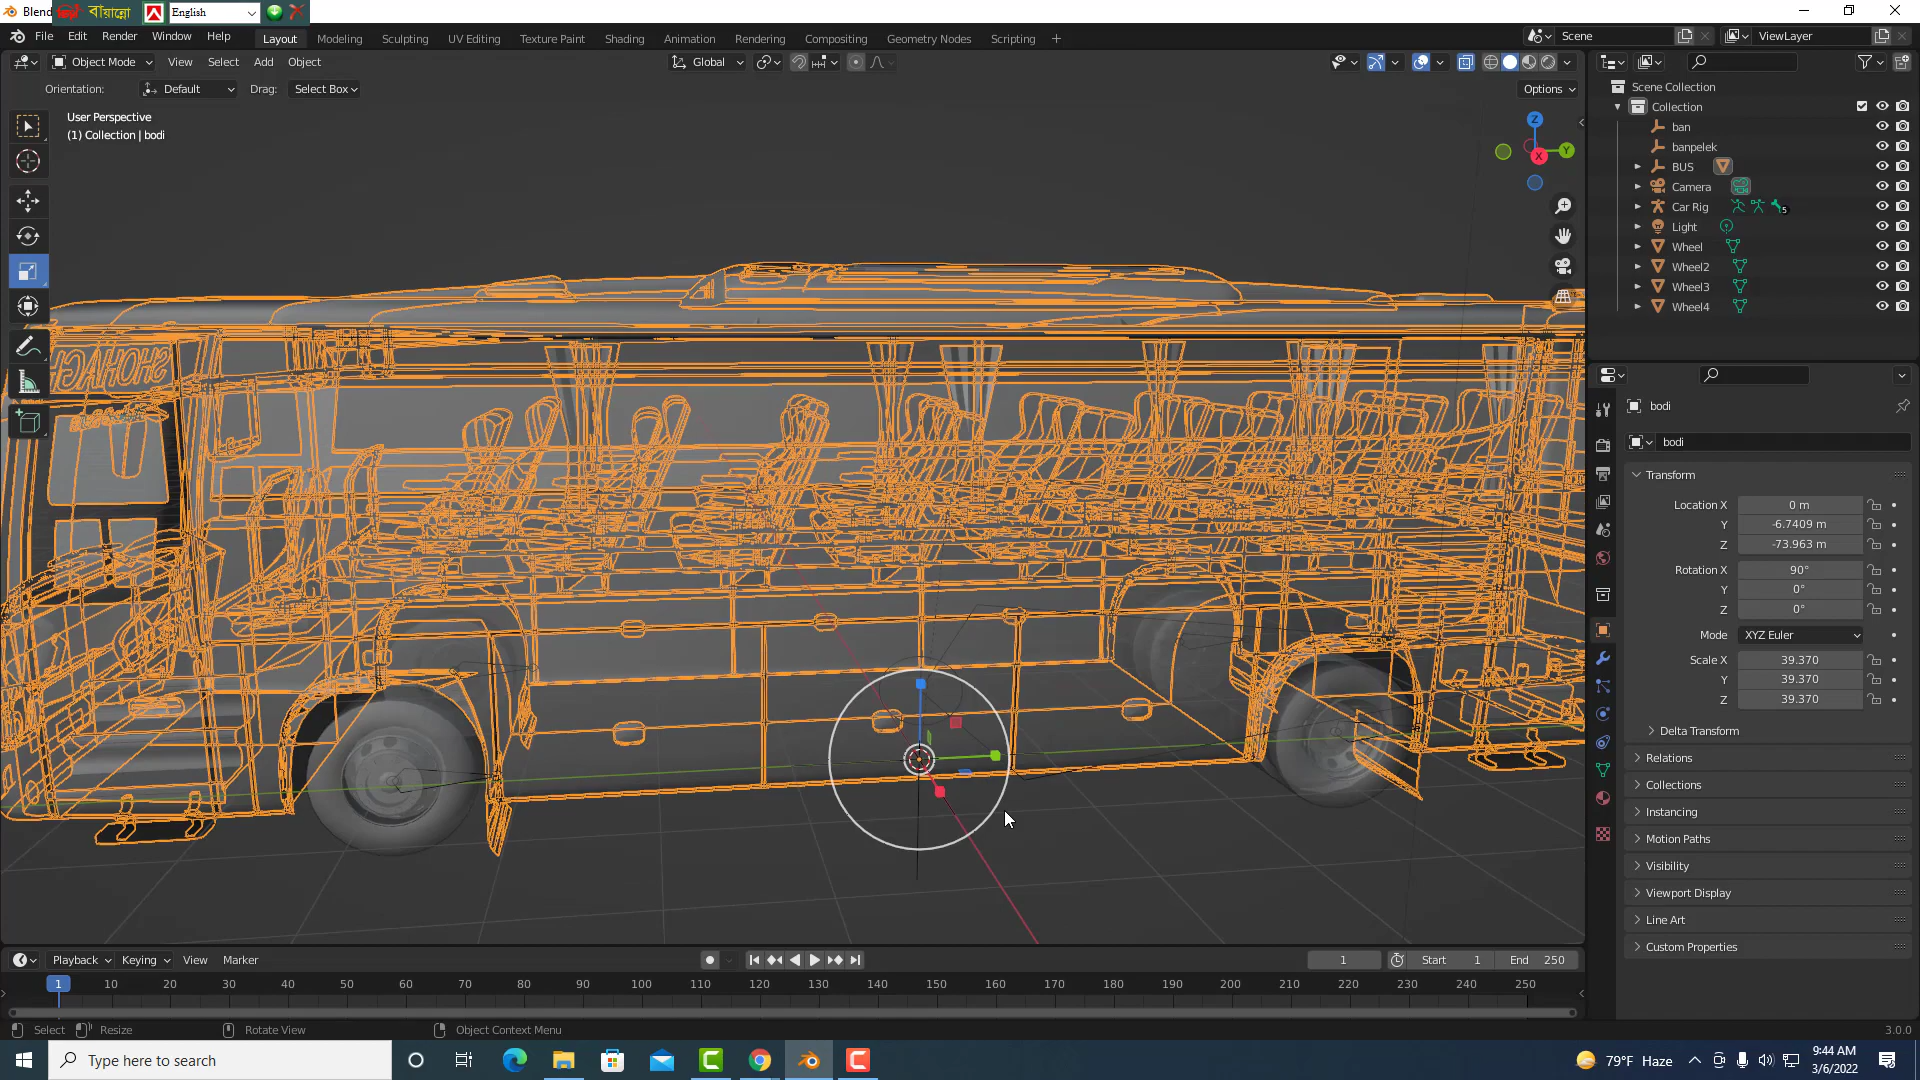 Blend
বায়ান্নো
English
File Edit Render Window Help
Layout Modeling Sculpting UV Editing Texture Paint Shading Animation Rendering Compositing Geometry Nodes Scripting +
Scene
ViewLayer
Object Mode View Select Add Object
Global
Orientation: Default Drag: Select Box
Options
User Perspective
(1) Collection | bodi
Z
Y
X
Scene Collection
Collection
ban
banpelek
BUS
Camera
Car Rig 5
Light
Wheel
Wheel2
Wheel3
Wheel4
bodi
bodi
Transform
Location X 0 m
Y -6.7409 m
Z -73.963 m
Rotation X 90°
Y 0°
Z 0°
Mode XYZ Euler
Scale X 39.370
Y 39.370
Z 39.370
Delta Transform
Relations
Collections
Instancing
Motion Paths
Visibility
Viewport Display
Line Art
Custom Properties
Playback Keying View Marker
1 Start 1 End 250
1 10 20 30 40 50 60 70 80 90 100 110 120 130 140 150 160 170 180 190 200 210 220 230 240 250
Select Resize Rotate View Object Context Menu
3.0.0
Type here to search
79°F Haze
9:44 AM
3/6/2022